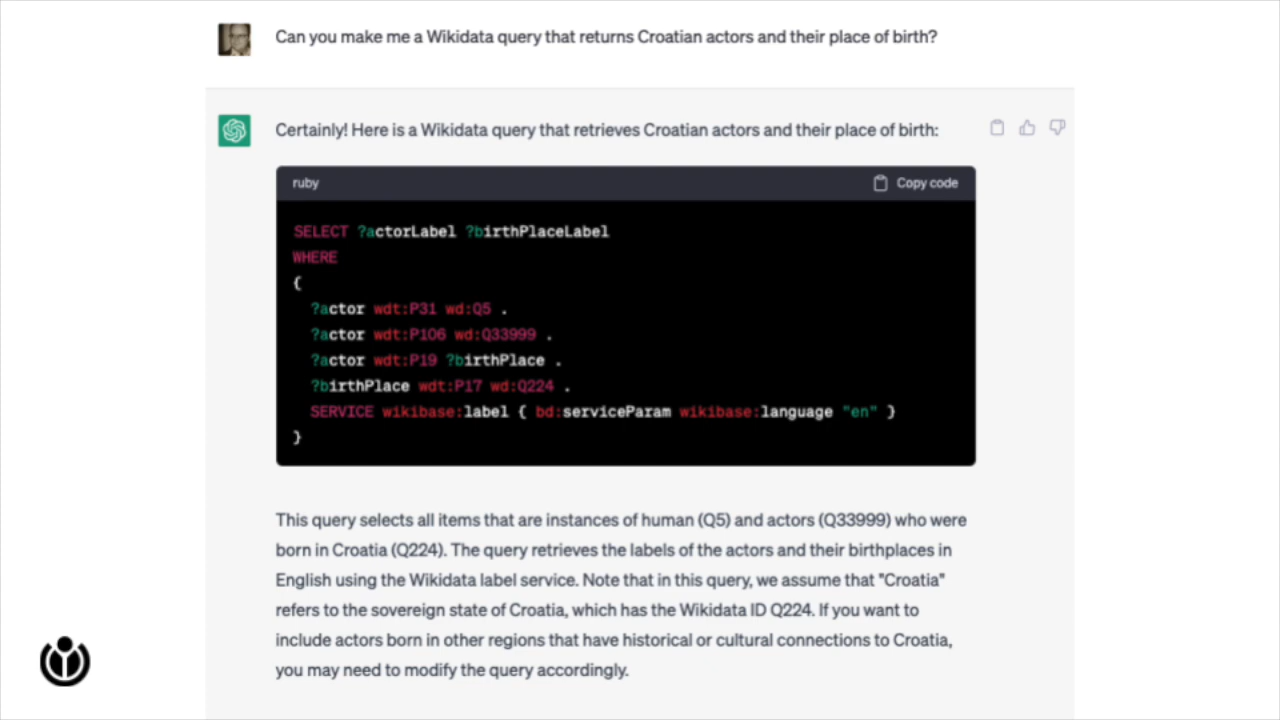 Can you make me a Wikidata query that returns Croatian actors and their place of birth?
Certainly! Here is a Wikidata query that retrieves Croatian actors and their place of birth:
ruby
Copy code
SELECT ?actorLabel ?birthPlaceLabel
WHERE
{
?actor wdt:P31 wd:Q5 .
?actor wdt:P106 wd:Q33999 .
?actor wdt:P19 ?birthPlace .
?birthPlace wdt:P17 wd:Q224 .
SERVICE wikibase:label { bd:serviceParam wikibase:language "en" }
}
This query selects all items that are instances of human (Q5) and actors (Q33999) who were
born in Croatia (Q224). The query retrieves the labels of the actors and their birthplaces in
English using the Wikidata label service. Note that in this query, we assume that "Croatia"
refers to the sovereign state of Croatia, which has the Wikidata ID Q224. If you want to
include actors born in other regions that have historical or cultural connections to Croatia,
you may need to modify the query accordingly.